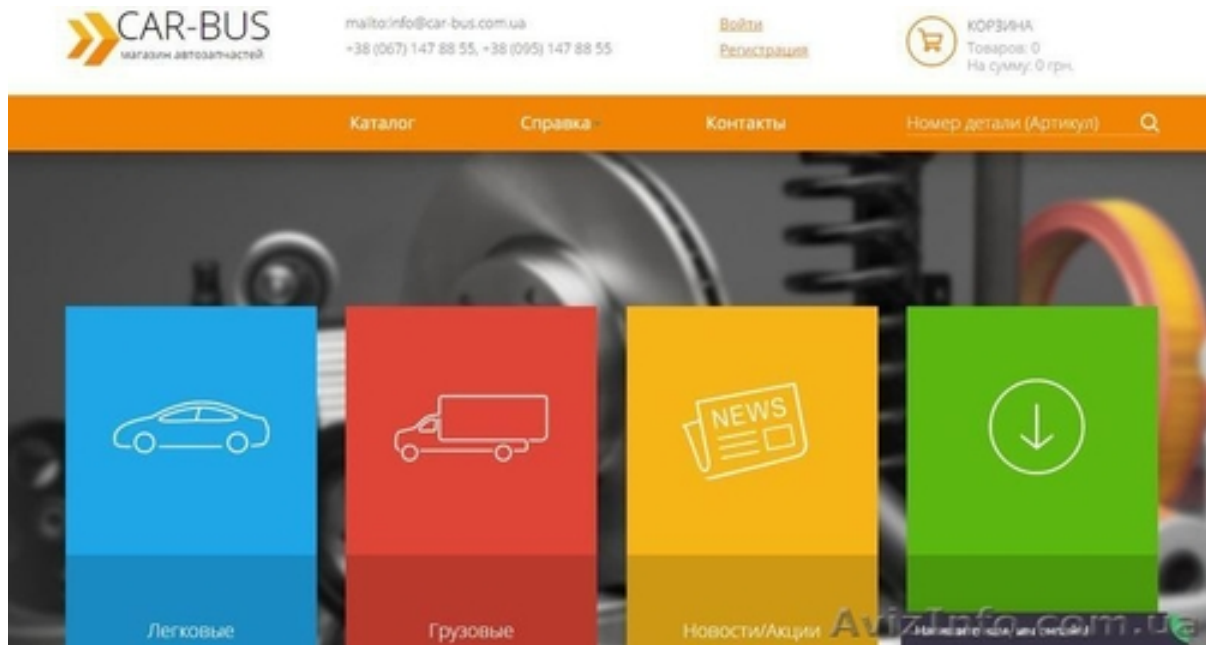 CAR-BUS
магазин автозапчастей
mailto:info@car-bus.com.ua
+38 (067) 147 88 55, +38 (095) 147 88 55
Войти
Регистрация
КОРЗИНА
Товаров: 0
На сумму: 0 грн.
Каталог
Справка
Контакты
Номер детали (Артикул)
NEWS
Легковые
Грузовые
Новости/Акции
AvizInfo.com.ua